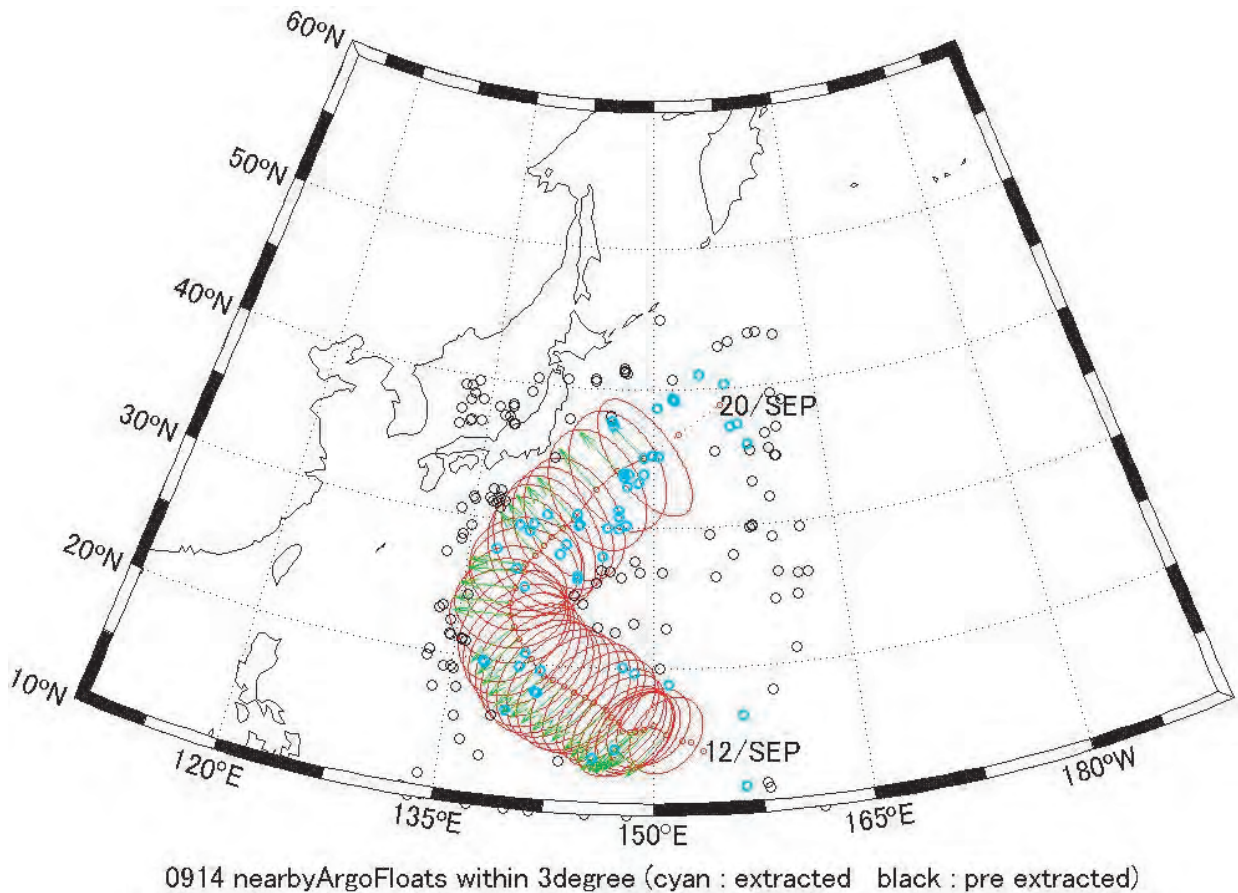 60°N
50°N
40°N
30°N
20°N
10°N
20/SEP
12/SEP
120°E
135°E
150°E
165°E
180°W
0914 nearbyArgoFloats within 3degree (cyan : extracted black : pre extracted)